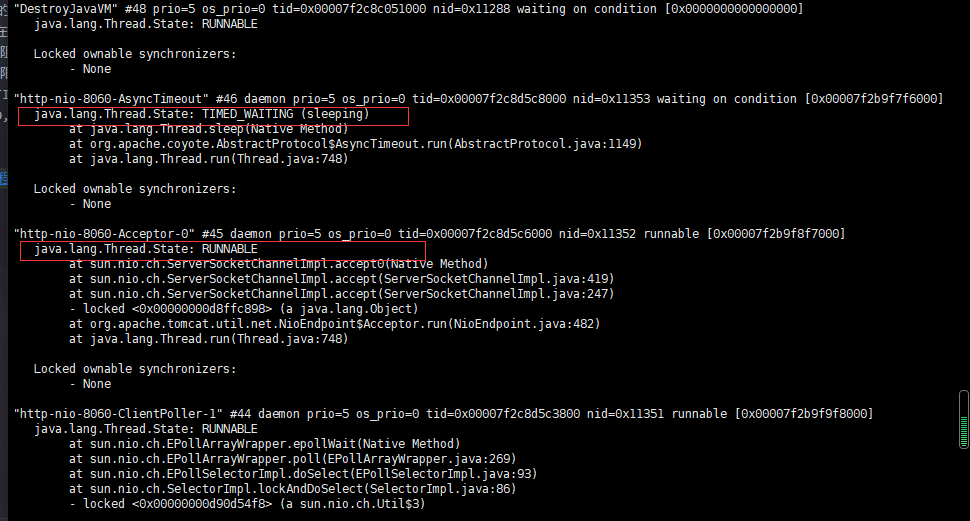 "DestroyJavaVM" #48 prio=5 os_prio=0 tid=0x00007f2c8c051000 nid=0x11288 waiting on condition [0x0000000000000000]
java.lang.Thread.State: RUNNABLE
Locked ownable synchronizers:
- None
"http-nio-8060-AsyncTimeout" #46 daemon prio=5 os_prio=0 tid=0x00007f2c8d5c8000 nid=0x11353 waiting on condition [0x00007f2b9f7f6000]
java.lang.Thread.State: TIMED_WAITING (sleeping)
at java.lang.Thread.sleep(Native Method)
at org.apache.coyote.AbstractProtocol$AsyncTimeout.run(AbstractProtocol.java:1149)
at java.lang.Thread.run(Thread.java:748)
Locked ownable synchronizers:
- None
"http-nio-8060-Acceptor-0" #45 daemon prio=5 os_prio=0 tid=0x00007f2c8d5c6000 nid=0x11352 runnable [0x00007f2b9f8f7000]
java.lang.Thread.State: RUNNABLE
at sun.nio.ch.ServerSocketChannelImpl.accept0(Native Method)
at sun.nio.ch.ServerSocketChannelImpl.accept(ServerSocketChannelImpl.java:419)
at sun.nio.ch.ServerSocketChannelImpl.accept(ServerSocketChannelImpl.java:247)
- locked <0x00000000d8ffc898> (a java.lang.Object)
at org.apache.tomcat.util.net.NioEndpoint$Acceptor.run(NioEndpoint.java:482)
at java.lang.Thread.run(Thread.java:748)
Locked ownable synchronizers:
- None
"http-nio-8060-ClientPoller-1" #44 daemon prio=5 os_prio=0 tid=0x00007f2c8d5c3800 nid=0x11351 runnable [0x00007f2b9f9f8000]
java.lang.Thread.State: RUNNABLE
at sun.nio.ch.EPollArrayWrapper.epollWait(Native Method)
at sun.nio.ch.EPollArrayWrapper.poll(EPollArrayWrapper.java:269)
at sun.nio.ch.EPollSelectorImpl.doSelect(EPollSelectorImpl.java:93)
at sun.nio.ch.SelectorImpl.lockAndDoSelect(SelectorImpl.java:86)
- locked <0x00000000d90d54f8> (a sun.nio.ch.Util$3)